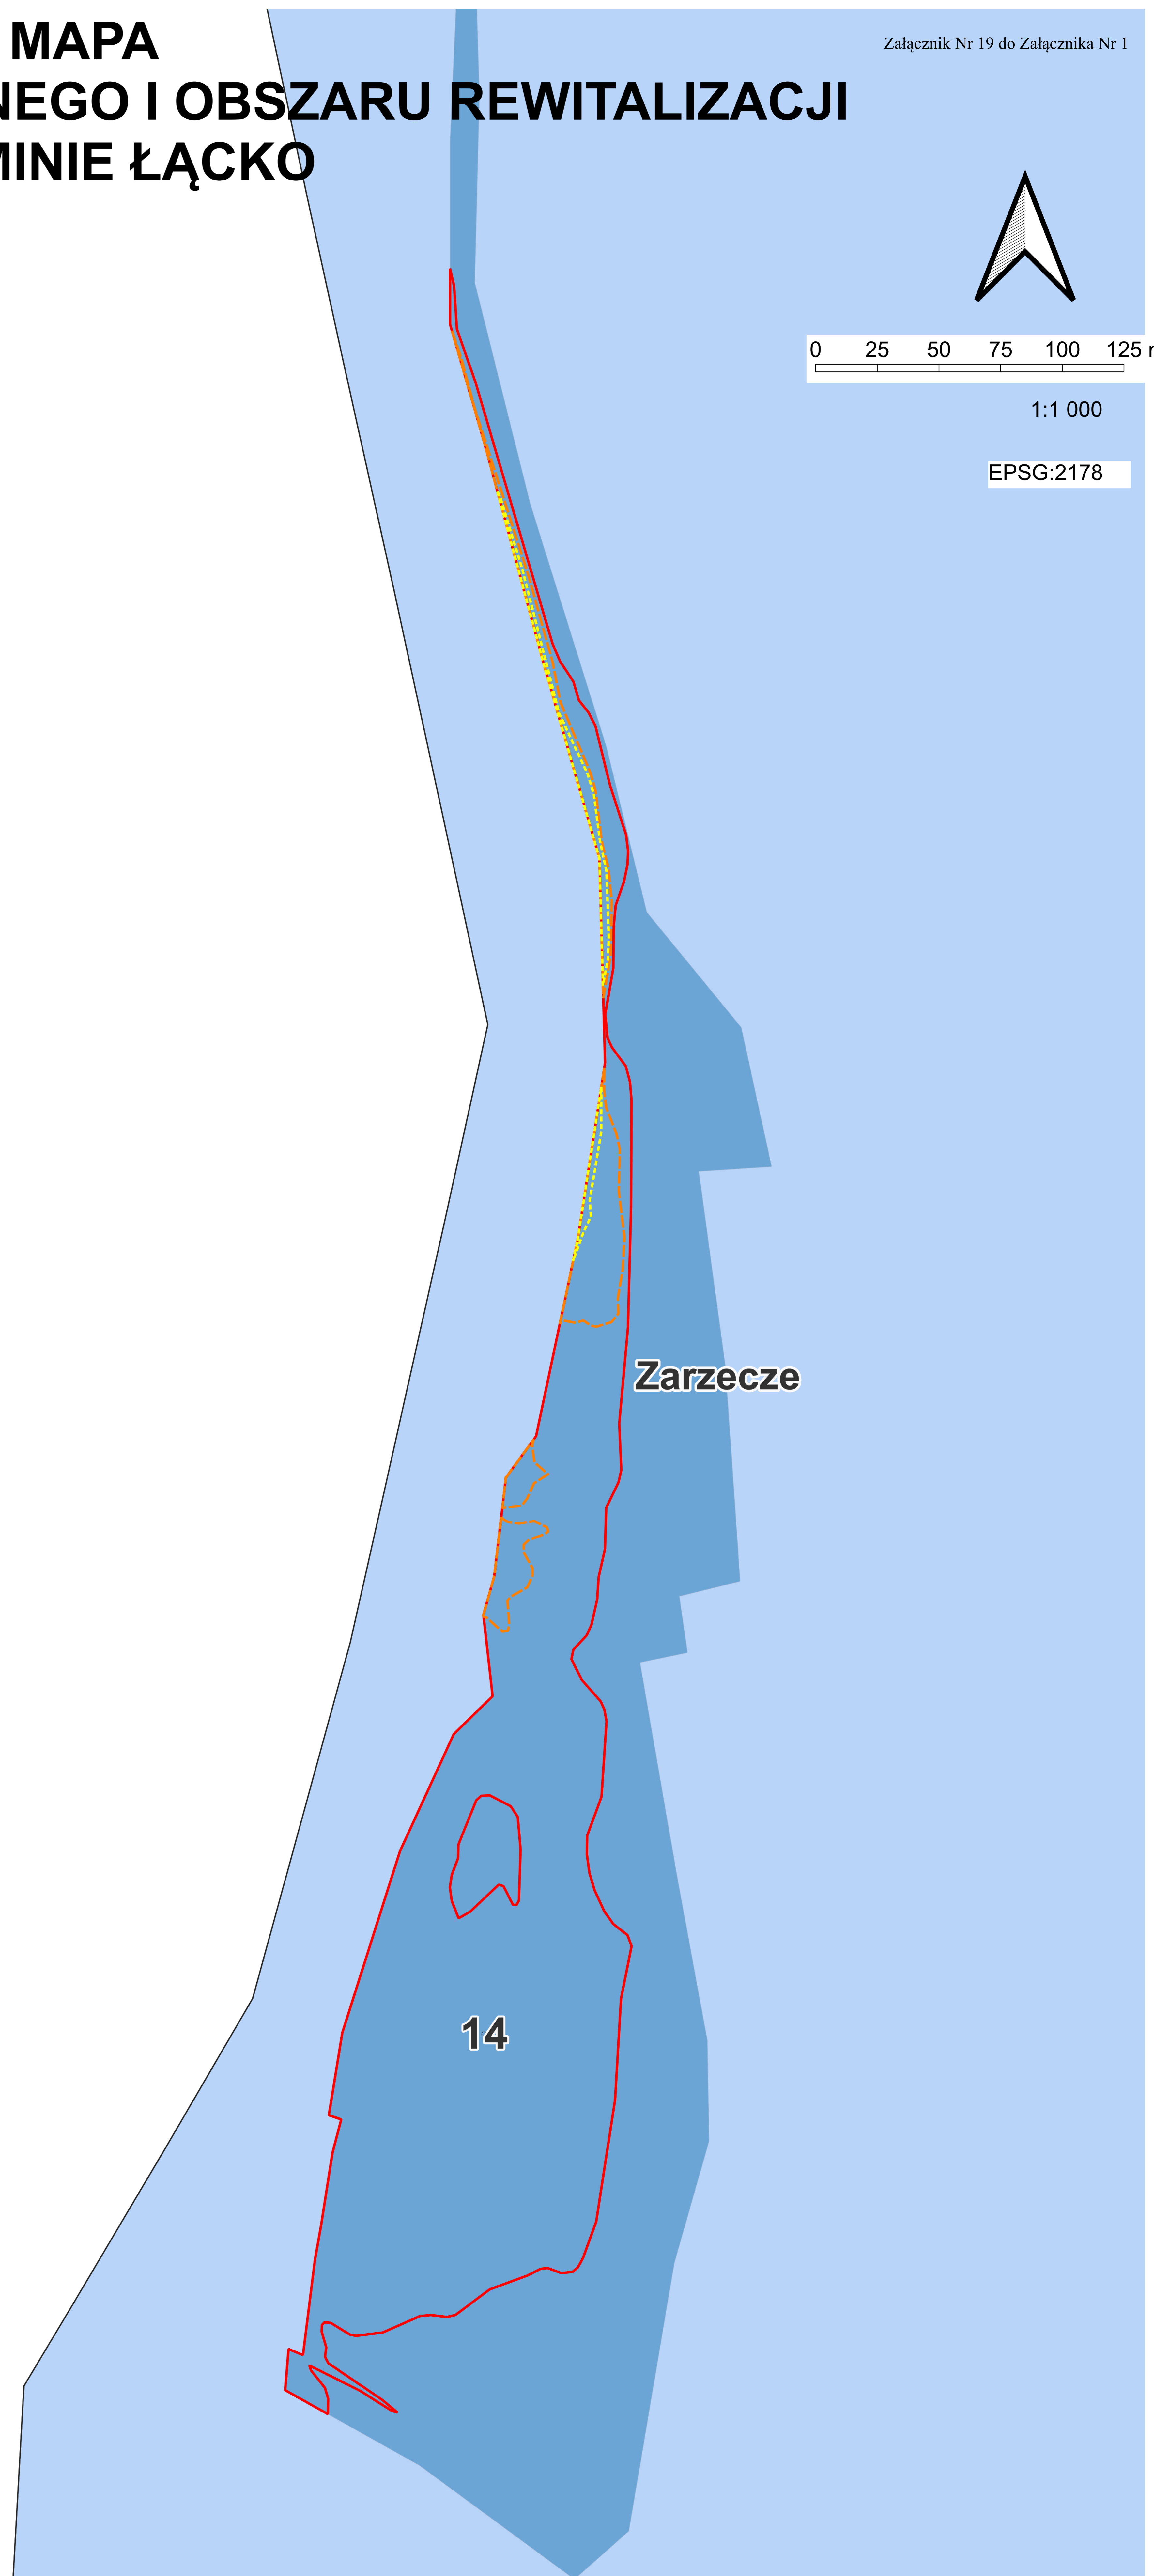 MAPA
Załącznik Nr 19 do Załącznika Nr 1
NEGO I OBSZARU REWITALIZACJI
MINIE ŁĄCKO
0 25 50 75 100 125
1:1 000
EPSG:2178
Zarzecze
14